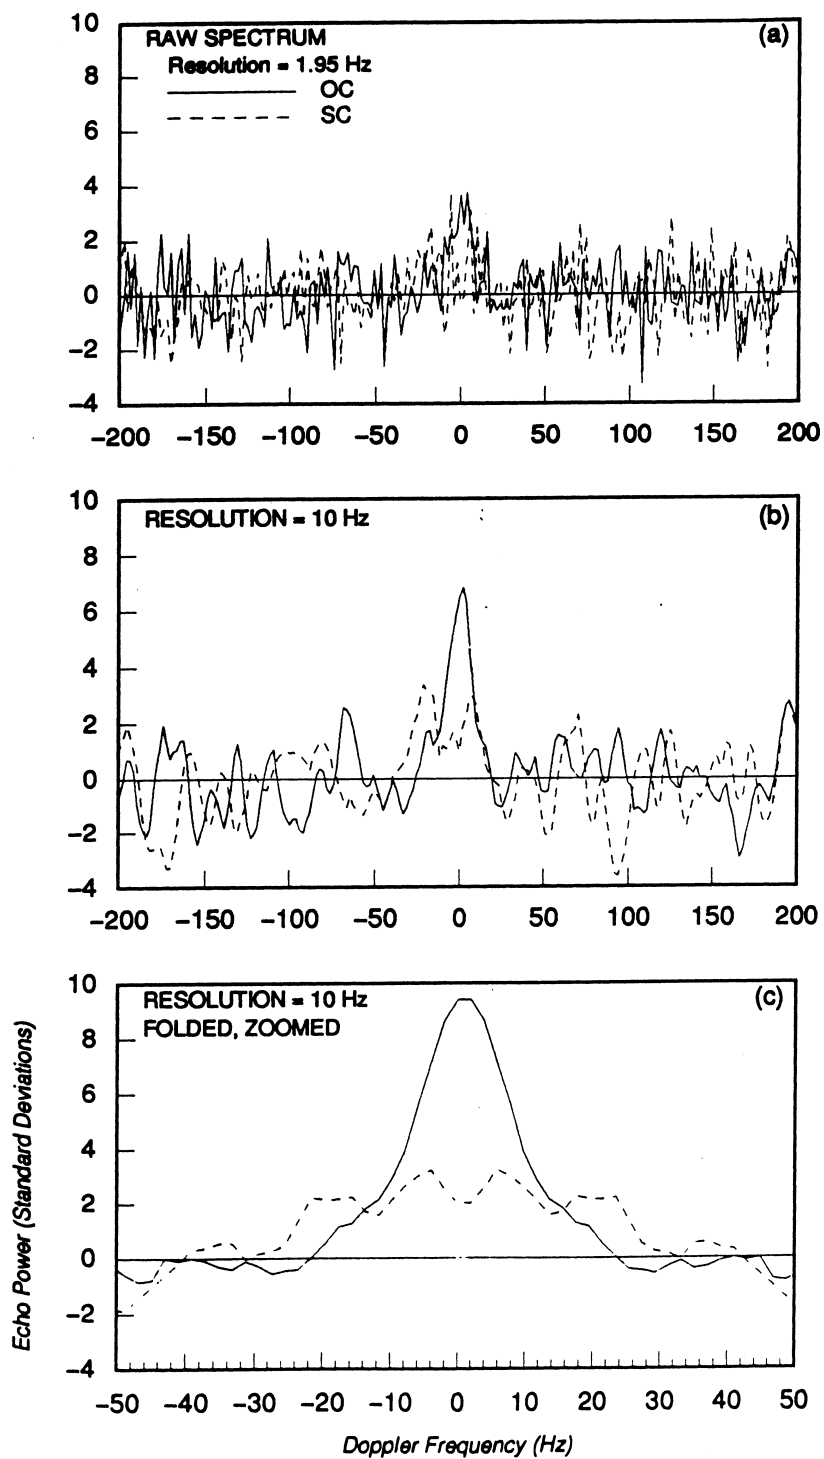 RAW SPECTRUM
(a)
Resolution = 1.95 Hz
OC
SC
10
8
6
4
2
0
−2
−4
−200 −150 −100 −50 0 50 100 150 200
RESOLUTION = 10 Hz
(b)
10
8
6
4
2
0
−2
−4
−200 −150 −100 −50 0 50 100 150 200
RESOLUTION = 10 Hz
(c)
FOLDED, ZOOMED
10
8
6
4
2
0
−2
−4
−50 −40 −30 −20 −10 0 10 20 30 40 50
Echo Power (Standard Deviations)
Doppler Frequency (Hz)